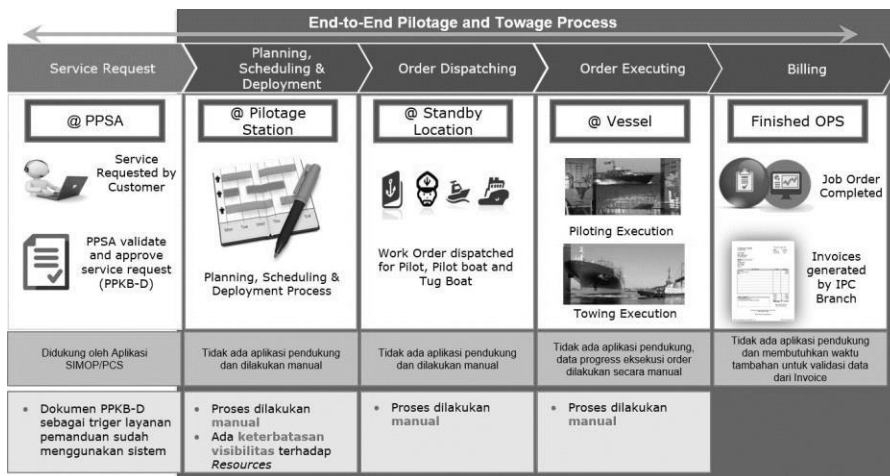 End-to-End Pilotage and Towage Process
Service Request
Planning,
Scheduling &
Deployment
Order Dispatching
Order Executing
Billing
@ PPSA
@ Pilotage
Station
@ Standby
Location
@ Vessel
Finished OPS
Service
Requested by
Customer
PPSA validate
and approve
service request
(PPKB-D)
Planning, Scheduling &
Deployment Process
Work Order dispatched
for Pilot, Pilot boat and
Tug Boat
Piloting Execution
Towing Execution
Job Order
Completed
Invoices
generated
by IPC
Branch
Didukung oleh Aplikasi
SIMOP/PCS
Tidak ada aplikasi pendukung
dan dilakukan manual
Tidak ada aplikasi pendukung
dan dilakukan manual
Tidak ada aplikasi pendukung,
data progress eksekusi order
dilakukan secara manual
Tidak ada aplikasi pendukung
dan membutuhkan waktu
tambahan untuk validasi data
dari Invoice
• Dokumen PPKB-D
sebagai triger layanan
pemanduan sudah
menggunakan sistem
• Proses dilakukan
manual
• Ada keterbatasan
visibilitas terhadap
Resources
• Proses dilakukan
manual
• Proses dilakukan
manual